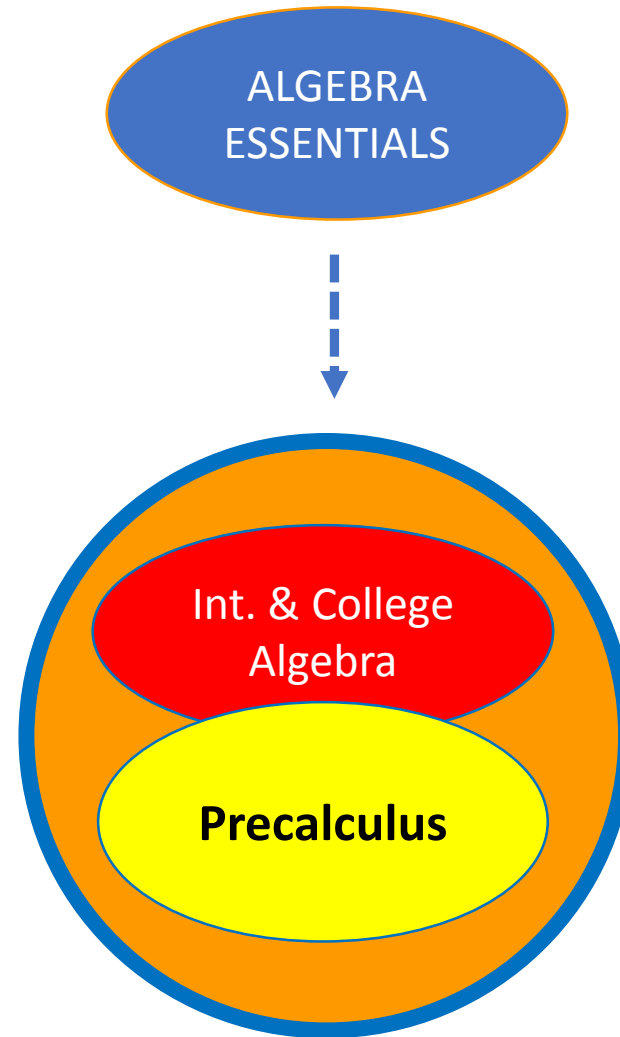 ALGEBRA
ESSENTIALS
Int. & College
Algebra
Precalculus